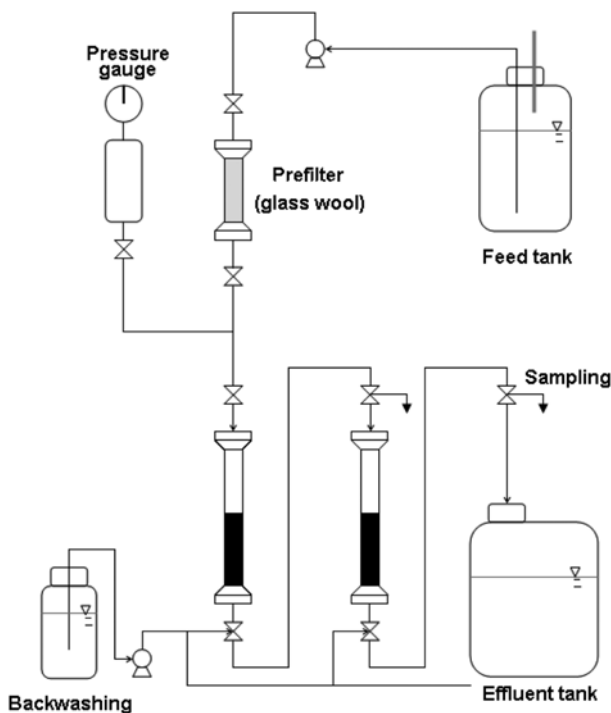 Pressure
gauge
Prefilter
(glass wool)
Feed tank
Sampling
Backwashing
Effluent tank